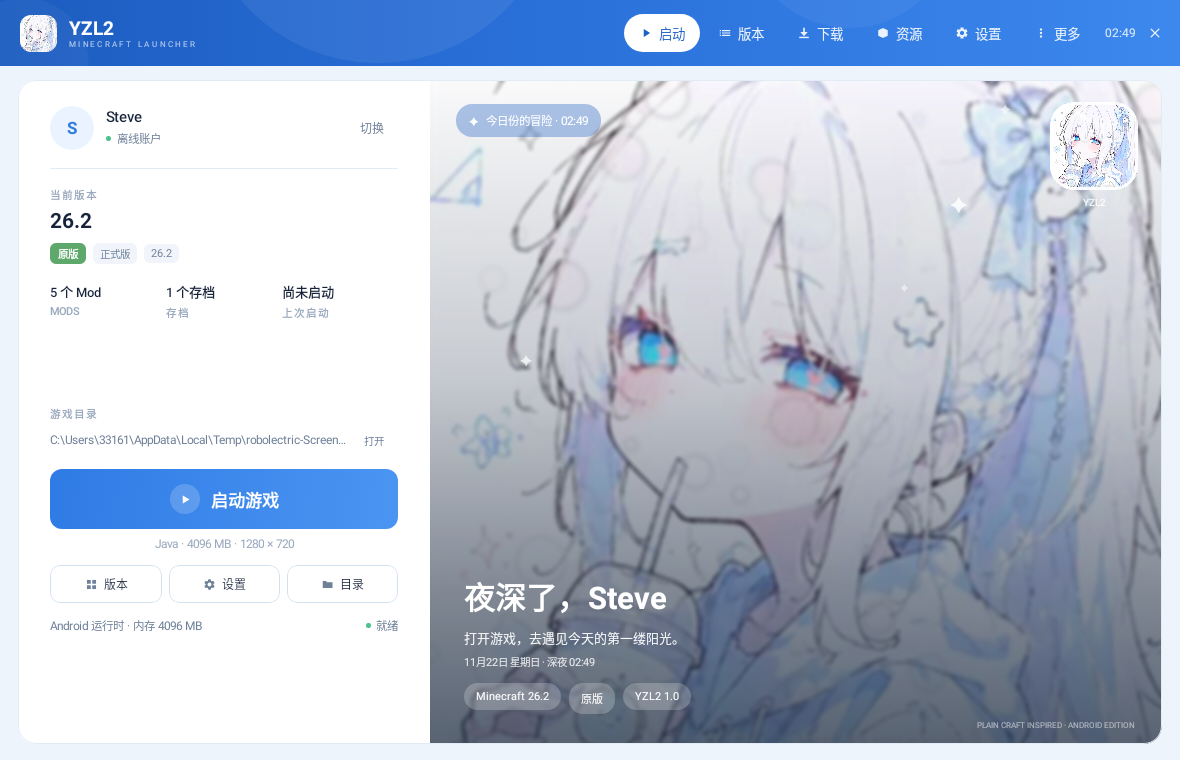 YZL2
MINECRAFT LAUNCHER
启动
版本
下载
资源
设置
更多
02:49
S
Steve
离线账户
切换
当前版本
26.2
原版 正式版 26.2
5 个 Mod
MODS
1 个存档
存档
尚未启动
上次启动
游戏目录
C:\Users\33161\AppData\Local\Temp\robolectric-Screen...
打开
启动游戏
Java · 4096 MB · 1280 × 720
版本
设置
目录
Android 运行时 · 内存 4096 MB
就绪
今日份的冒险 · 02:49
YZL2
夜深了，Steve
打开游戏，去遇见今天的第一缕阳光。
11月22日 星期日 · 深夜 02:49
Minecraft 26.2
原版
YZL2 1.0
PLAIN CRAFT INSPIRED · ANDROID EDITION